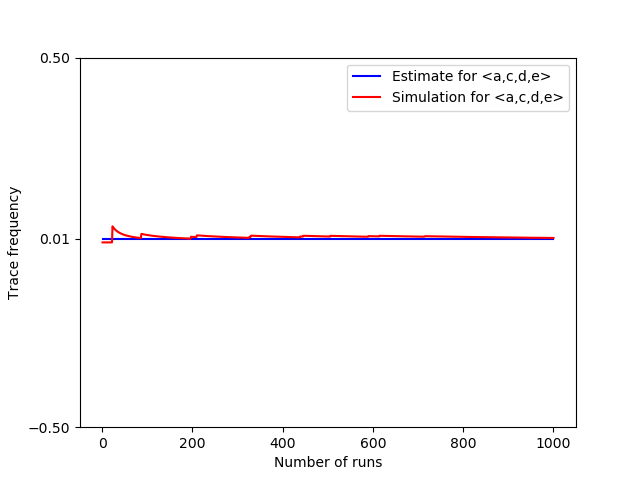 0.50
Estimate for <a,c,d,e>
Simulation for <a,c,d,e>
Trace frequency
0.01
−0.50
0 200 400 600 800 1000
Number of runs